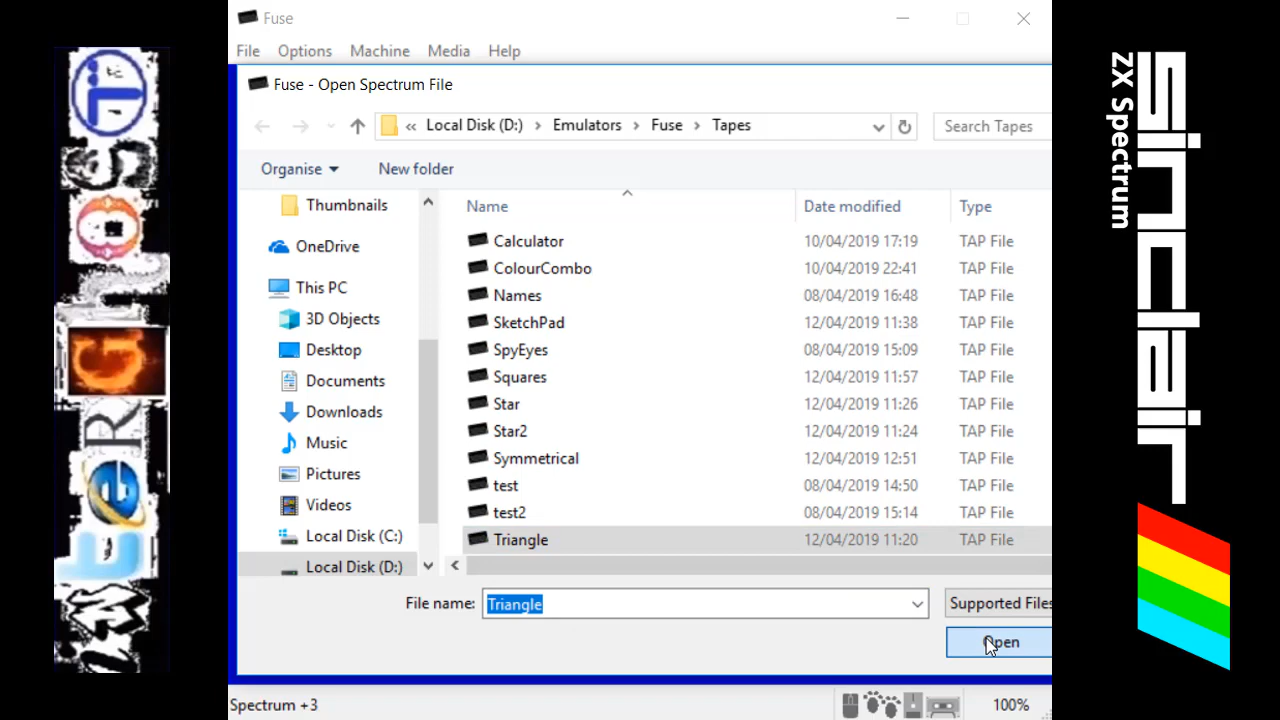 Fuse
File Options Machine Media Help
Fuse - Open Spectrum File
« Local Disk (D:) > Emulators > Fuse > Tapes
Search Tapes
Organise
New folder
Thumbnails
OneDrive
This PC
3D Objects
Desktop
Documents
Downloads
Music
Pictures
Videos
Local Disk (C:)
Local Disk (D:)
Name Date modified Type
Calculator 10/04/2019 17:19 TAP File
ColourCombo 10/04/2019 22:41 TAP File
Names 08/04/2019 16:48 TAP File
SketchPad 12/04/2019 11:38 TAP File
SpyEyes 08/04/2019 15:09 TAP File
Squares 12/04/2019 11:57 TAP File
Star 12/04/2019 11:26 TAP File
Star2 12/04/2019 11:24 TAP File
Symmetrical 12/04/2019 12:51 TAP File
test 08/04/2019 14:50 TAP File
test2 08/04/2019 15:14 TAP File
Triangle 12/04/2019 11:20 TAP File
File name: Triangle
Supported Files
Open
Spectrum +3
100%
sinclair
ZX Spectrum